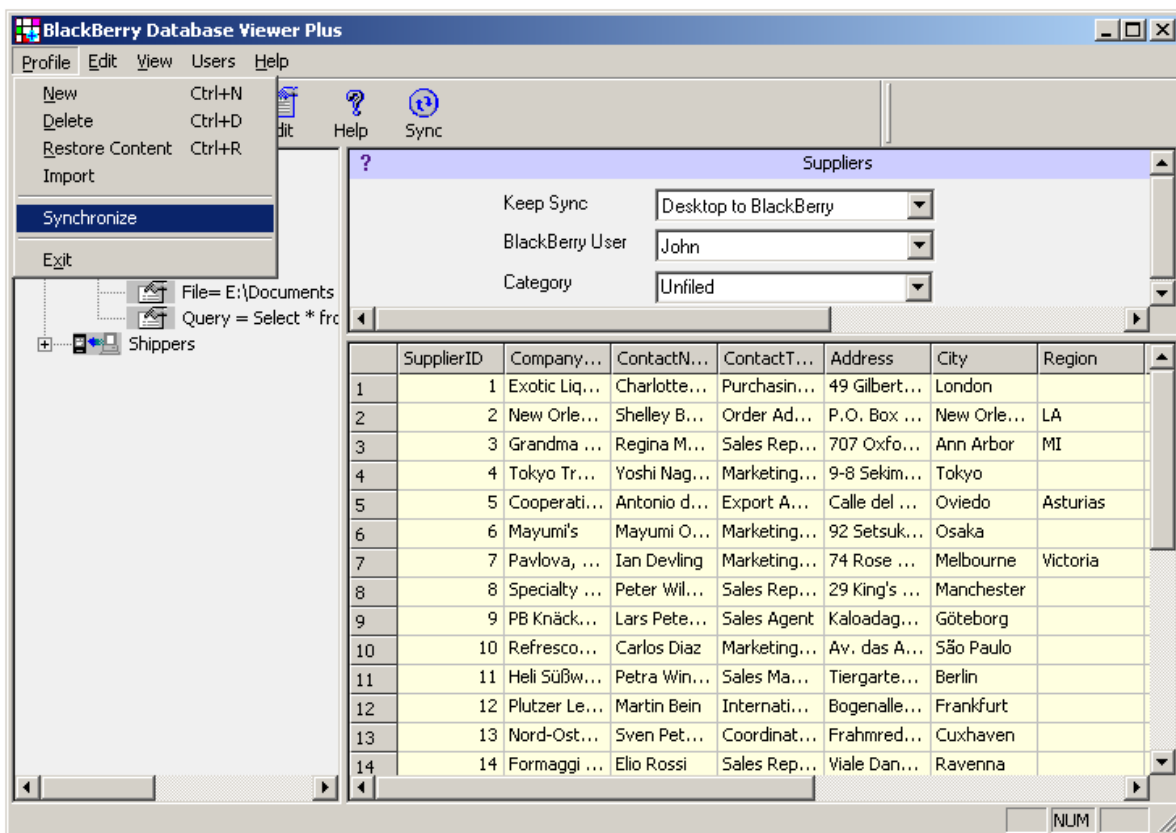 BlackBerry Database Viewer Plus
Profile Edit View Users Help
New Ctrl+N
Delete Ctrl+D
Restore Content Ctrl+R
Import
Synchronize
Exit
dit Help Sync
File= E:\Documents
Query = Select * frc
Shippers
? Suppliers
Keep Sync Desktop to BlackBerry
BlackBerry User John
Category Unfiled
SupplierID Company... ContactN... ContactT... Address City Region
1 1 Exotic Liq... Charlotte... Purchasin... 49 Gilbert... London
2 2 New Orle... Shelley B... Order Ad... P.O. Box ... New Orle... LA
3 3 Grandma ... Regina M... Sales Rep... 707 Oxfo... Ann Arbor MI
4 4 Tokyo Tr... Yoshi Nag... Marketing... 9-8 Sekim... Tokyo
5 5 Cooperati... Antonio d... Export A... Calle del ... Oviedo Asturias
6 6 Mayumi's Mayumi O... Marketing... 92 Setsuk... Osaka
7 7 Pavlova, ... Ian Devling Marketing... 74 Rose ... Melbourne Victoria
8 8 Specialty ... Peter Wil... Sales Rep... 29 King's ... Manchester
9 9 PB Knäck... Lars Pete... Sales Agent Kaloadag... Göteborg
10 10 Refresco... Carlos Diaz Marketing... Av. das A... São Paulo
11 11 Heli Süßw... Petra Win... Sales Ma... Tiergarte... Berlin
12 12 Plutzer Le... Martin Bein Internati... Bogenalle... Frankfurt
13 13 Nord-Ost... Sven Pet... Coordinat... Frahmred... Cuxhaven
14 14 Formaggi ... Elio Rossi Sales Rep... Viale Dan... Ravenna
NUM